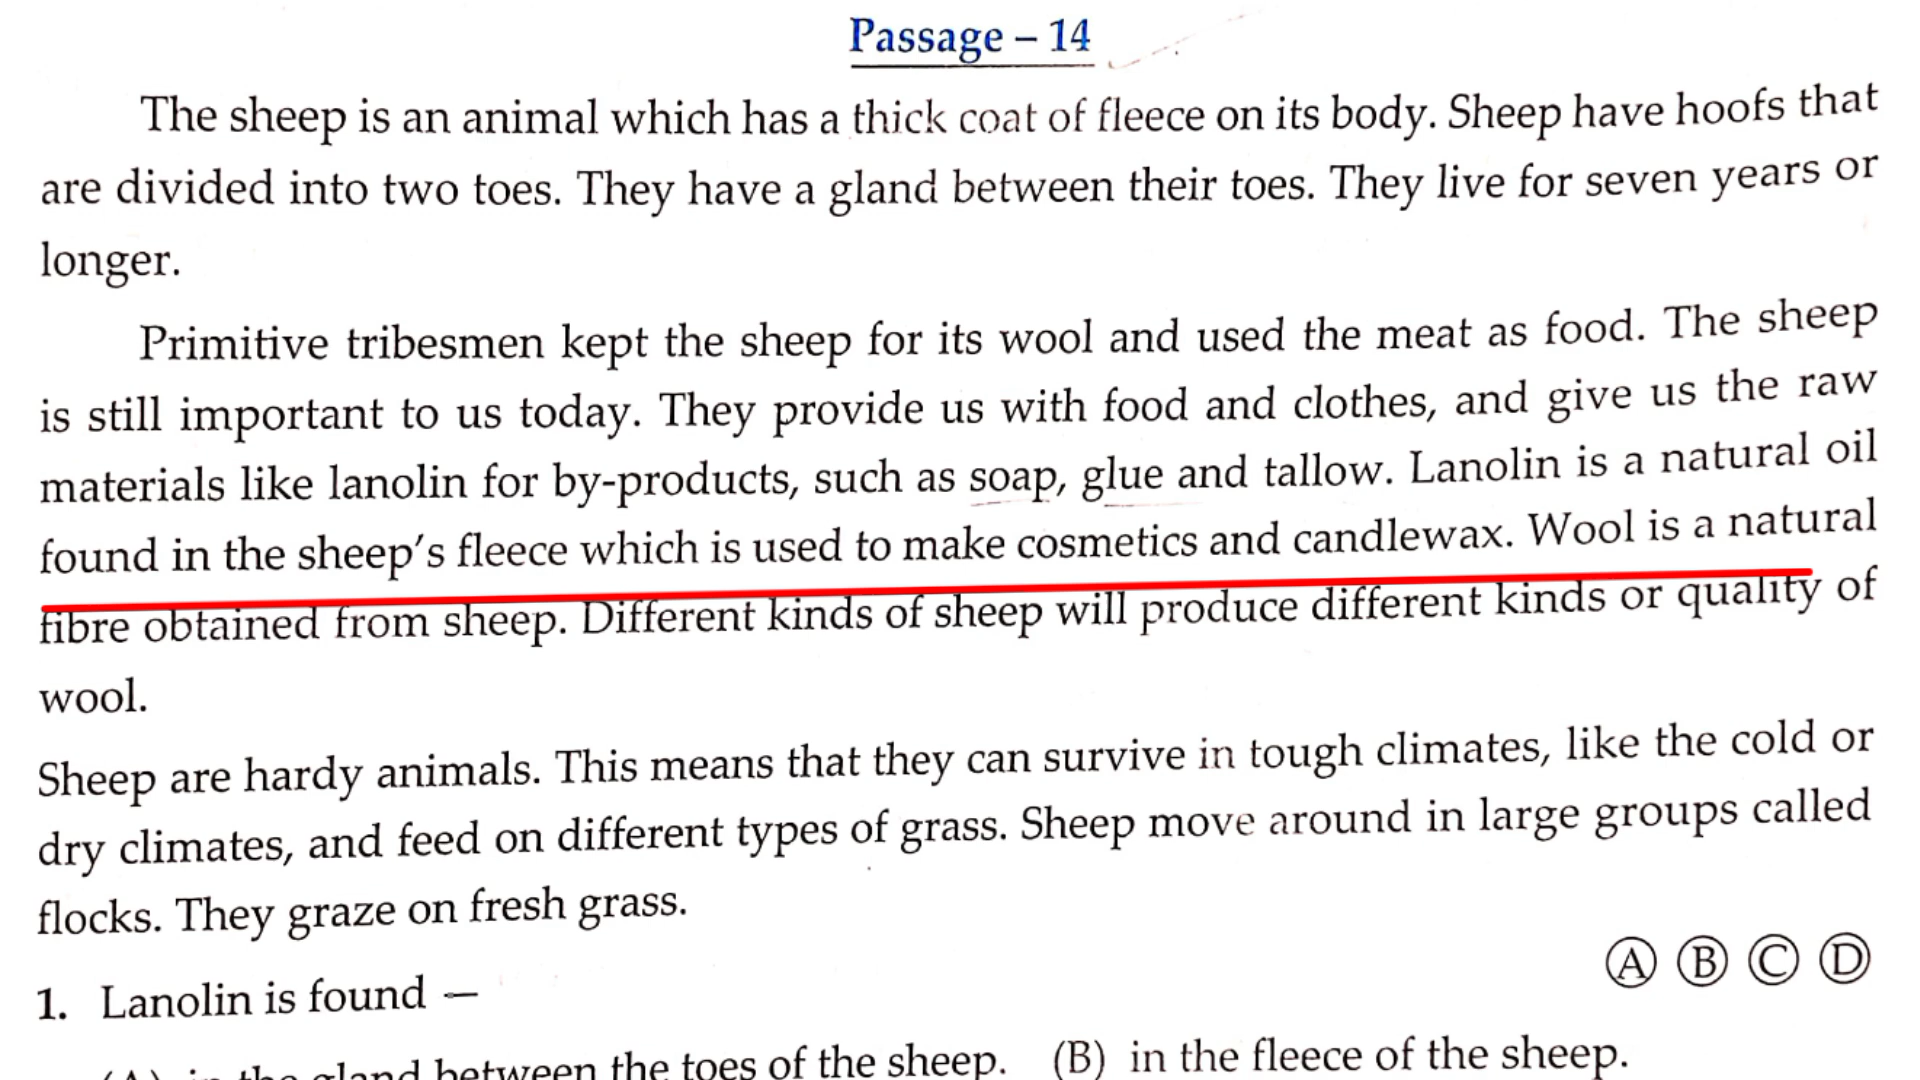 Passage – 14
The sheep is an animal which has a thick coat of fleece on its body. Sheep have hoofs that
are divided into two toes. They have a gland between their toes. They live for seven years or
longer.
Primitive tribesmen kept the sheep for its wool and used the meat as food. The sheep
is still important to us today. They provide us with food and clothes, and give us the raw
materials like lanolin for by-products, such as soap, glue and tallow. Lanolin is a natural oil
found in the sheep's fleece which is used to make cosmetics and candlewax. Wool is a natural
fibre obtained from sheep. Different kinds of sheep will produce different kinds or quality of
wool.
Sheep are hardy animals. This means that they can survive in tough climates, like the cold or
dry climates, and feed on different types of grass. Sheep move around in large groups called
flocks. They graze on fresh grass.
1. Lanolin is found — Ⓐ Ⓑ Ⓒ Ⓓ
(A) in the gland between the toes of the sheep. (B) in the fleece of the sheep.